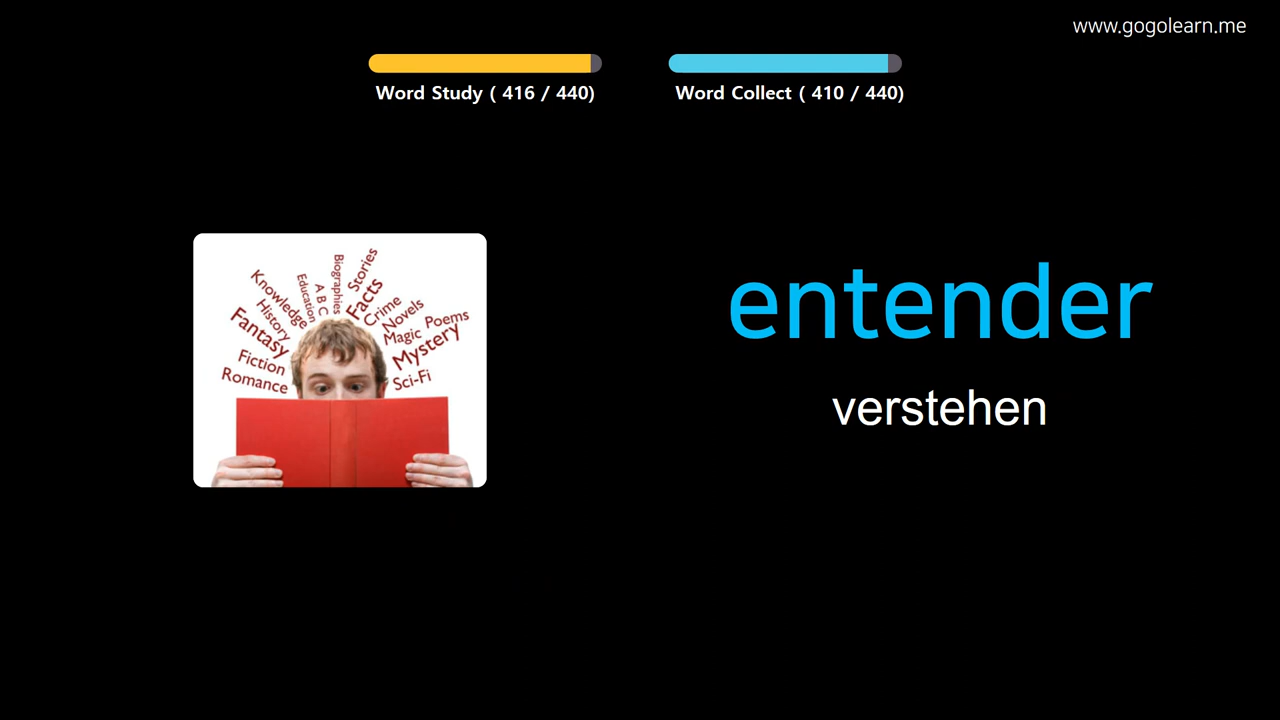 www.gogolearn.me
Word Study ( 416 / 440)
Word Collect ( 410 / 440)
Biographies
Stories
Knowledge
Education
A B C
Facts
History
Crime
Novels
Fantasy
Magic
Poems
Fiction
Mystery
Romance
Sci-Fi
entender
verstehen